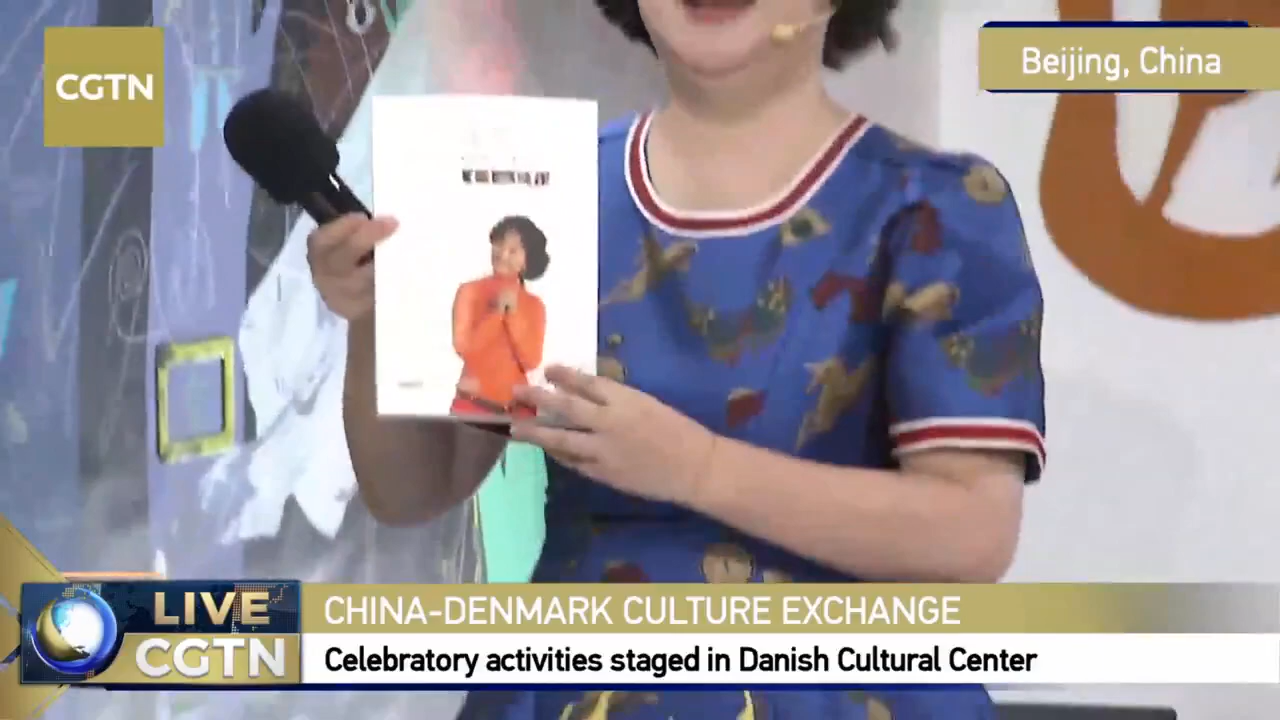 CGTN
Beijing, China
LIVE
CGTN
CHINA-DENMARK CULTURE EXCHANGE
Celebratory activities staged in Danish Cultural Center